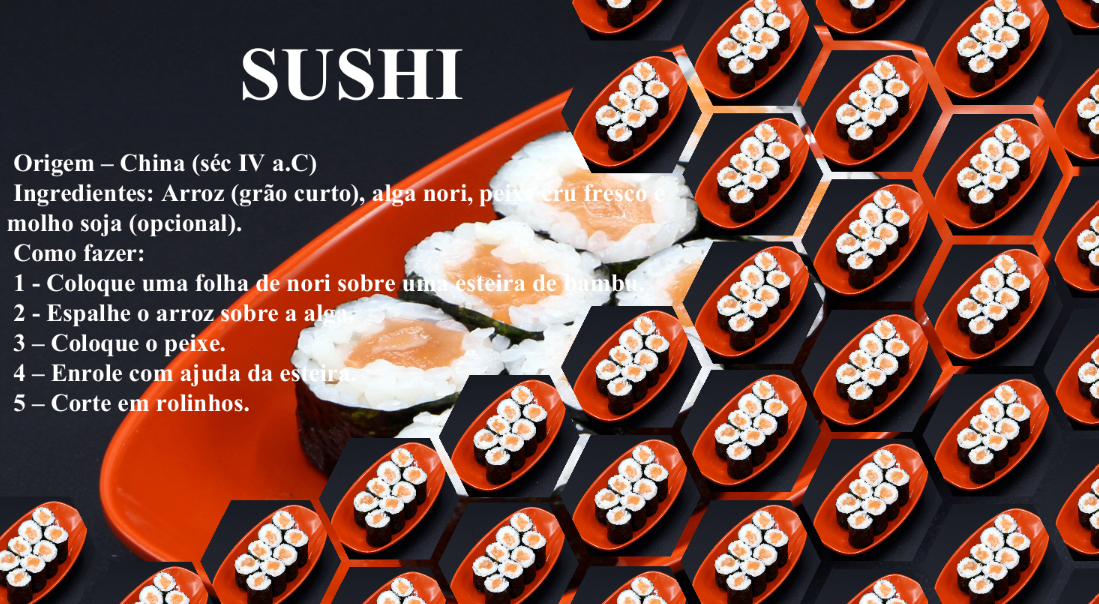 SUSHI
Origem – China (séc IV a.C)
Ingredientes: Arroz (grão curto), alga nori, peixe cru fresco e
molho soja (opcional).
Como fazer:
1 - Coloque uma folha de nori sobre uma esteira de bambu.
2 - Espalhe o arroz sobre a alga.
3 – Coloque o peixe.
4 – Enrole com ajuda da esteira.
5 – Corte em rolinhos.